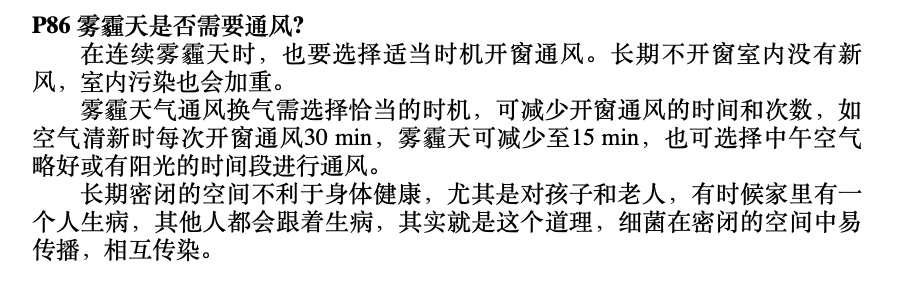 P86 雾霾天是否需要通风？
在连续雾霾天时，也要选择适当时机开窗通风。长期不开窗室内没有新
风，室内污染也会加重。
雾霾天气通风换气需选择恰当的时机，可减少开窗通风的时间和次数，如
空气清新时每次开窗通风30 min，雾霾天可减少至15 min，也可选择中午空气
略好或有阳光的时间段进行通风。
长期密闭的空间不利于身体健康，尤其是对孩子和老人，有时候家里有一
个人生病，其他人都会跟着生病，其实就是这个道理，细菌在密闭的空间中易
传播，相互传染。